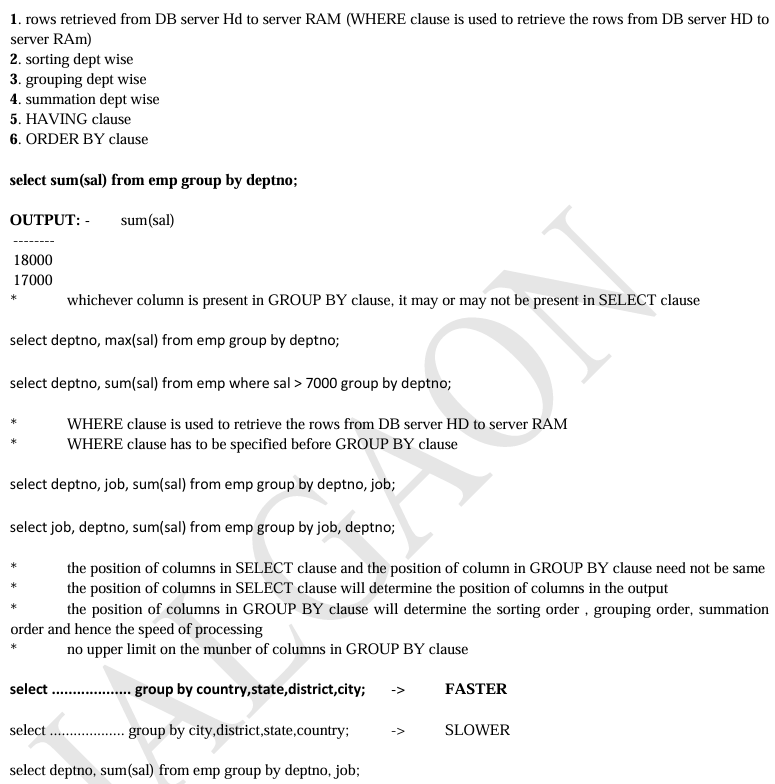 1. rows retrieved from DB server Hd to server RAM (WHERE clause is used to retrieve the rows from DB server HD to
server RAm)
2. sorting dept wise
3. grouping dept wise
4. summation dept wise
5. HAVING clause
6. ORDER BY clause
select sum(sal) from emp group by deptno;
OUTPUT: - sum(sal)
--------
18000
17000
* whichever column is present in GROUP BY clause, it may or may not be present in SELECT clause
select deptno, max(sal) from emp group by deptno;
select deptno, sum(sal) from emp where sal > 7000 group by deptno;
* WHERE clause is used to retrieve the rows from DB server HD to server RAM
* WHERE clause has to be specified before GROUP BY clause
select deptno, job, sum(sal) from emp group by deptno, job;
select job, deptno, sum(sal) from emp group by job, deptno;
* the position of columns in SELECT clause and the position of column in GROUP BY clause need not be same
* the position of columns in SELECT clause will determine the position of columns in the output
* the position of columns in GROUP BY clause will determine the sorting order , grouping order, summation
order and hence the speed of processing
* no upper limit on the munber of columns in GROUP BY clause
select ................... group by country,state,district,city; -> FASTER
select .................. group by city,district,state,country; -> SLOWER
select deptno, sum(sal) from emp group by deptno, job;
JALGAON